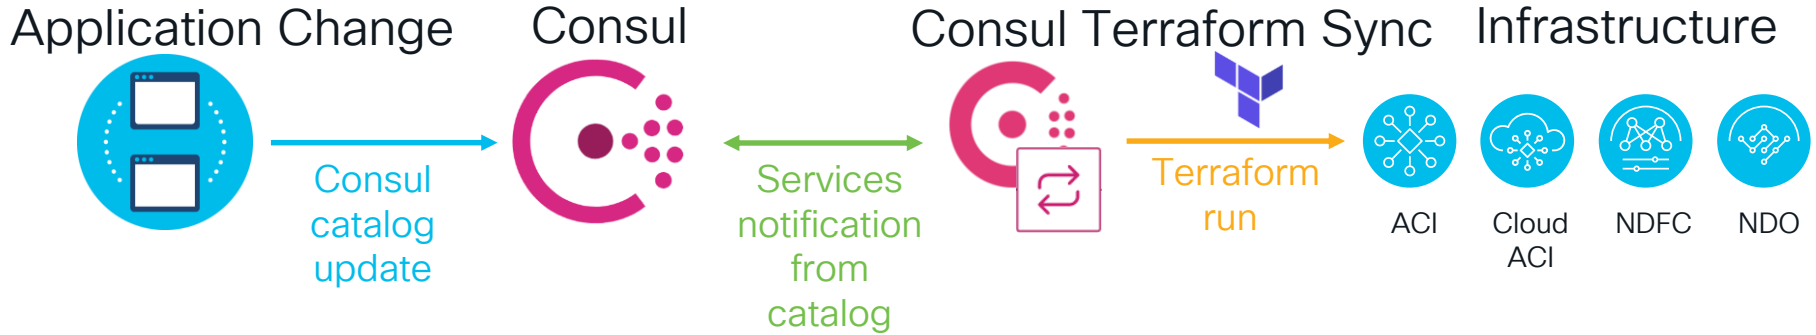 Application Change
Consul
Consul Terraform Sync
Infrastructure
Consul
catalog
update
Services
notification
from
catalog
Terraform
run
ACI
Cloud
ACI
NDFC
NDO